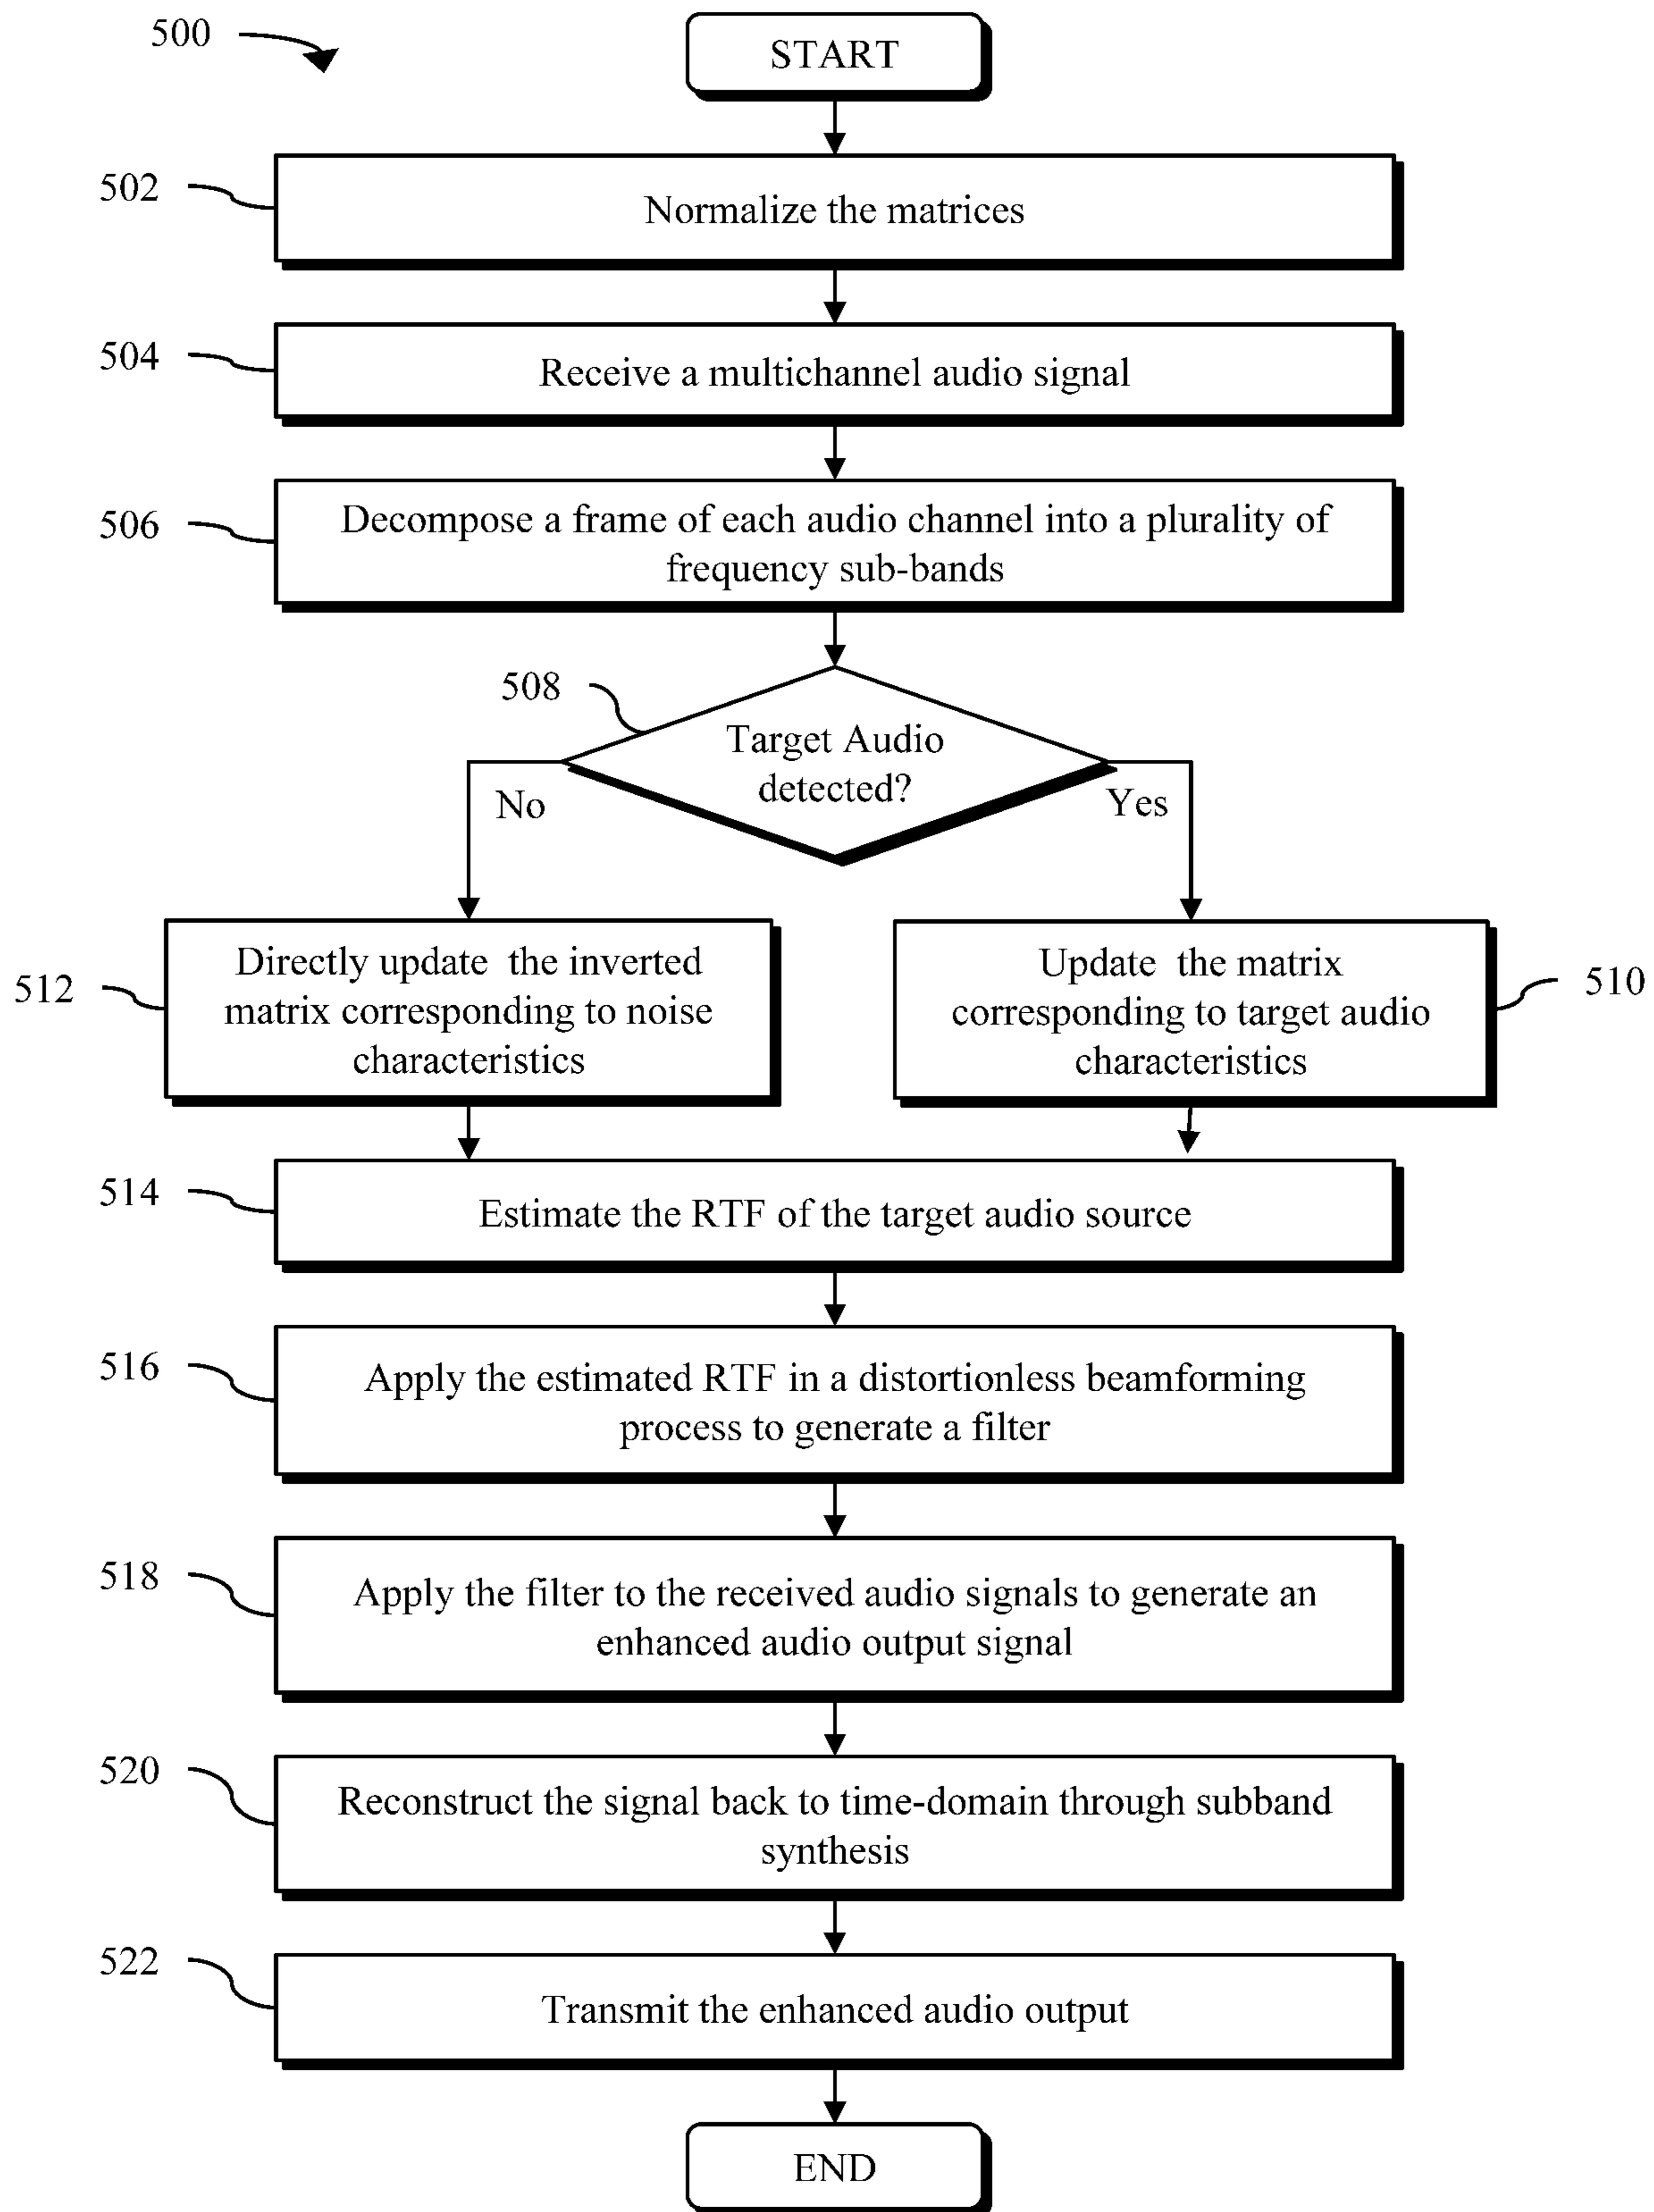 500
START
502
Normalize the matrices
504
Receive a multichannel audio signal
506
Decompose a frame of each audio channel into a plurality of
frequency sub-bands
508
Target Audio
detected?
No
Yes
512
Directly update the inverted
matrix corresponding to noise
characteristics
Update the matrix
corresponding to target audio
characteristics
510
514
Estimate the RTF of the target audio source
516
Apply the estimated RTF in a distortionless beamforming
process to generate a filter
518
Apply the filter to the received audio signals to generate an
enhanced audio output signal
520
Reconstruct the signal back to time-domain through subband
synthesis
522
Transmit the enhanced audio output
END